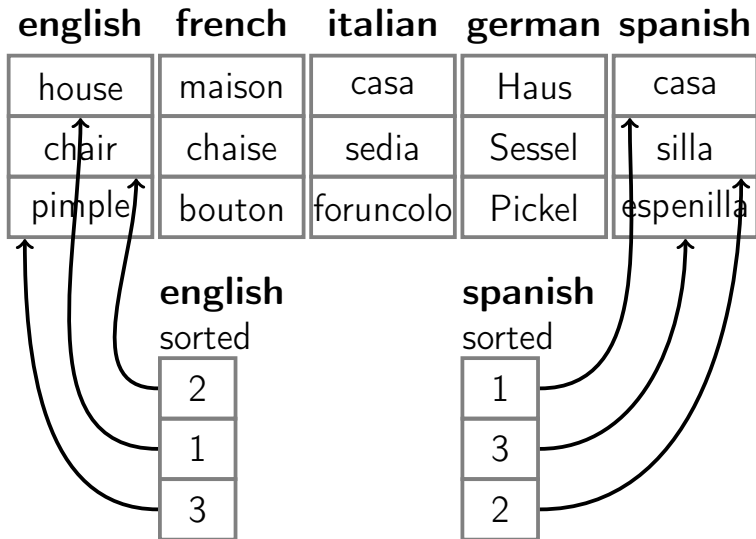 english french italian german spanish
house maison casa Haus casa
chair chaise sedia Sessel silla
pimple bouton foruncolo Pickel espenilla
english spanish
sorted sorted
2 1
1 3
3 2